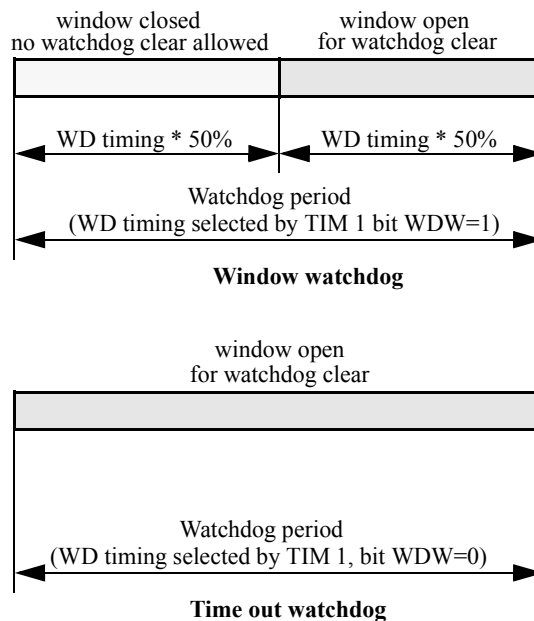 window closed
no watchdog clear allowed
window open
for watchdog clear
WD timing * 50%
WD timing * 50%
Watchdog period
(WD timing selected by TIM 1 bit WDW=1)
Window watchdog
window open
for watchdog clear
Watchdog period
(WD timing selected by TIM 1, bit WDW=0)
Time out watchdog